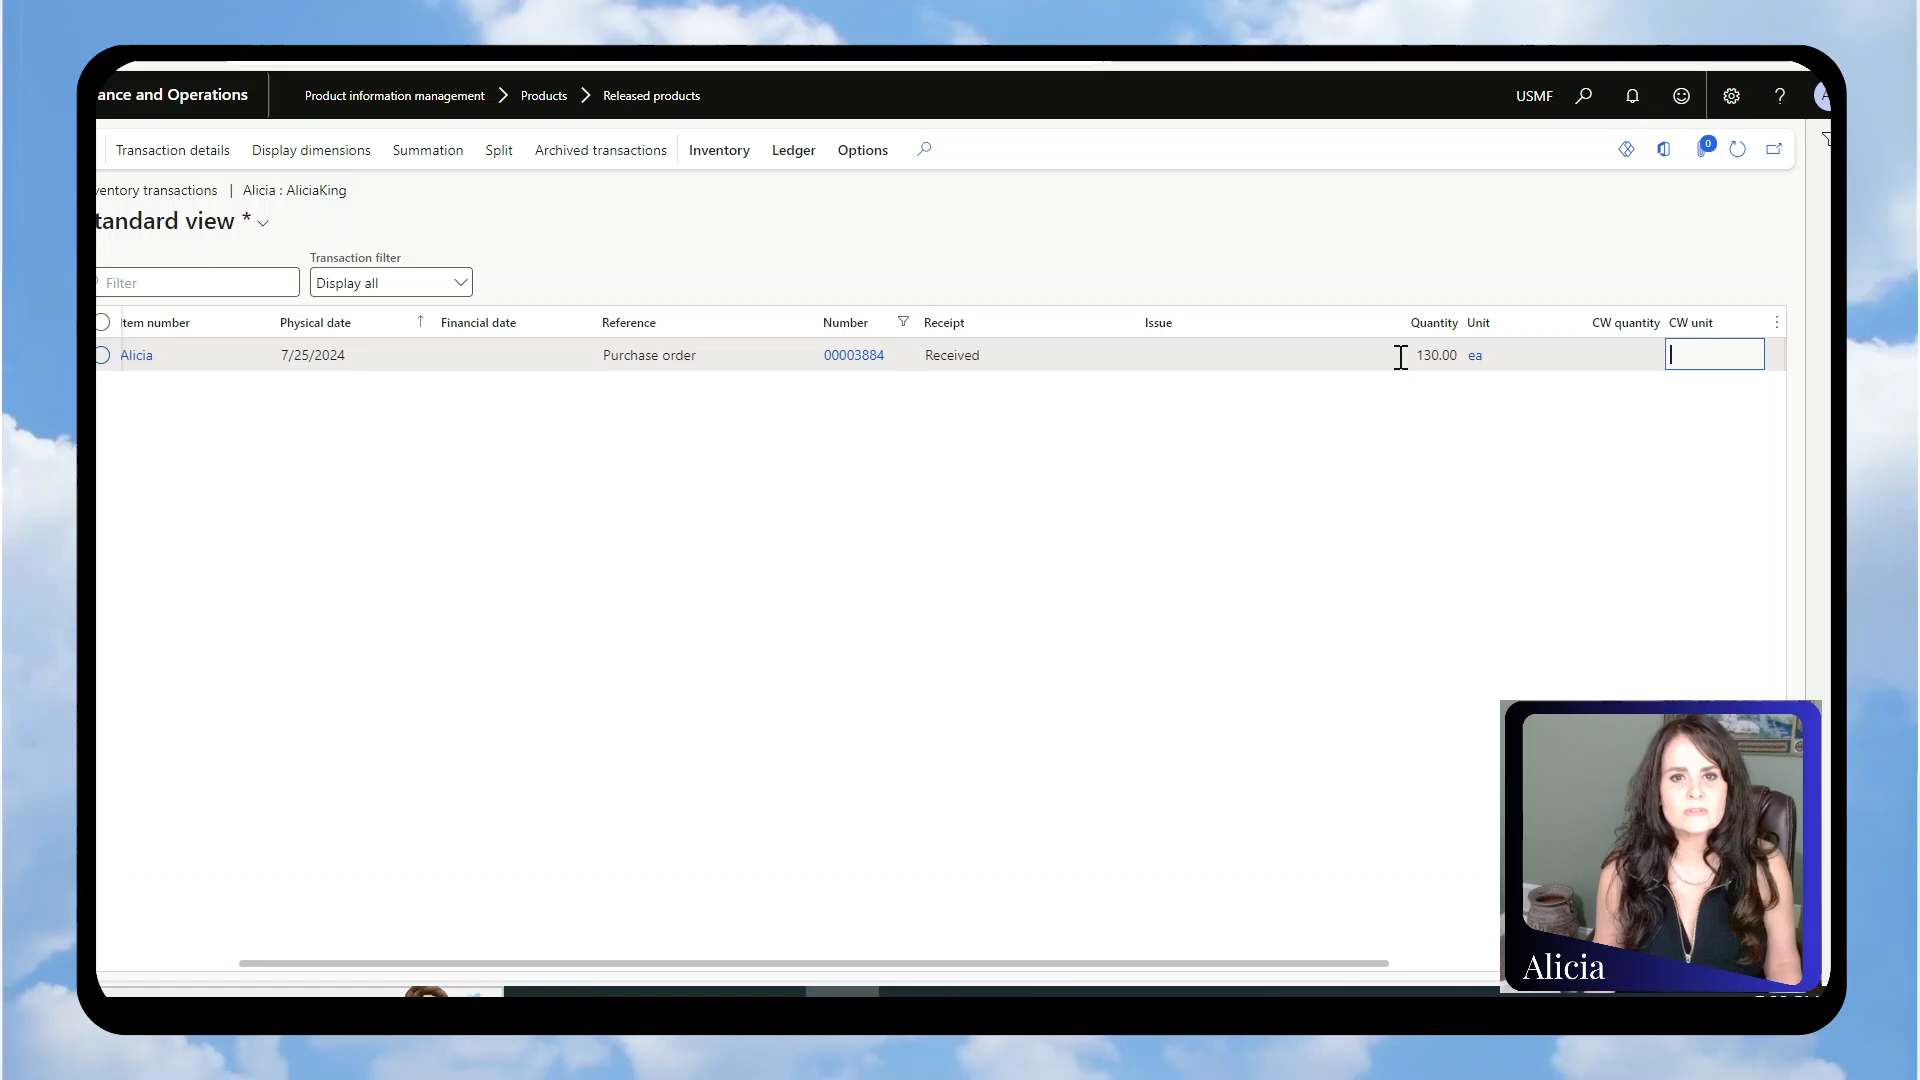 ance and Operations
Product information management
Products
Released products
USMF
?
A
Transaction details
Display dimensions
Summation
Split
Archived transactions
Inventory
Ledger
Options
0
ventory transactions | Alicia : AliciaKing
tandard view *
Transaction filter
Filter
Display all
tem number
Physical date
Financial date
Reference
Number
Receipt
Issue
Quantity
Unit
CW quantity
CW unit
Alicia
7/25/2024
Purchase order
00003884
Received
130.00
ea
Alicia